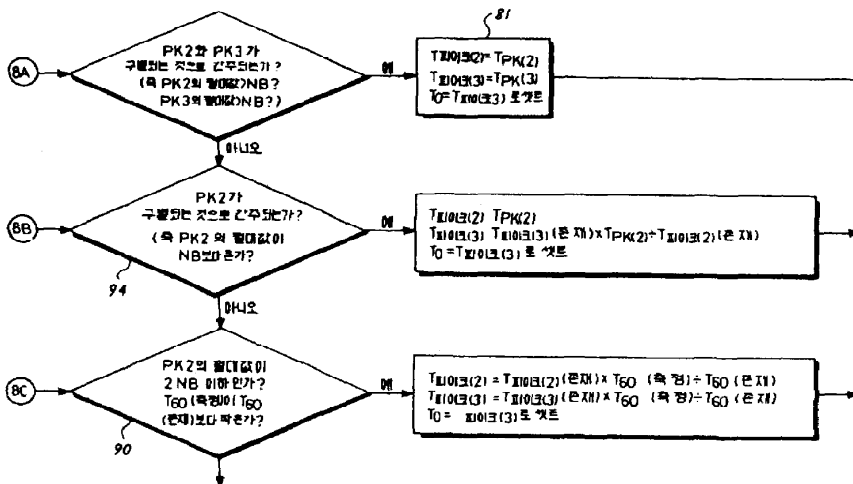 81
8A
PK2와 PK3가
구별되는 것으로 간주되는가?
(즉 PK2의 절대값〉NB?
PK3의 절대값〉NB?)
예
T피이크(2)= TPK(2)
T피이크(3)=TPK(3)
T0=T피이크(3) 로 셋트
아니오
8B
PK2가
구별되는 것으로 간주되는가?
(즉 PK2의 절대값이
NB보다 큰가?
94
예
T피이크(2) TPK(2)
T피이크(3) T피이크(3) (존재)×TPK(2)÷T피이크(2) (존재)
T0 =T피이크(3) 로 셋트
아니오
8C
PK2의 절대값이
2NB 이하인가?
T60 (측정)이 T60
(존재)보다 작은가?
90
예
T피이크(2) = T피이크(2) (존재) × T60 (측정)÷T60 (존재)
T피이크(3) = T피이크(3) (존재) × T60 (측정)÷T60 (존재)
T0 = 피이크(3) 로 셋트